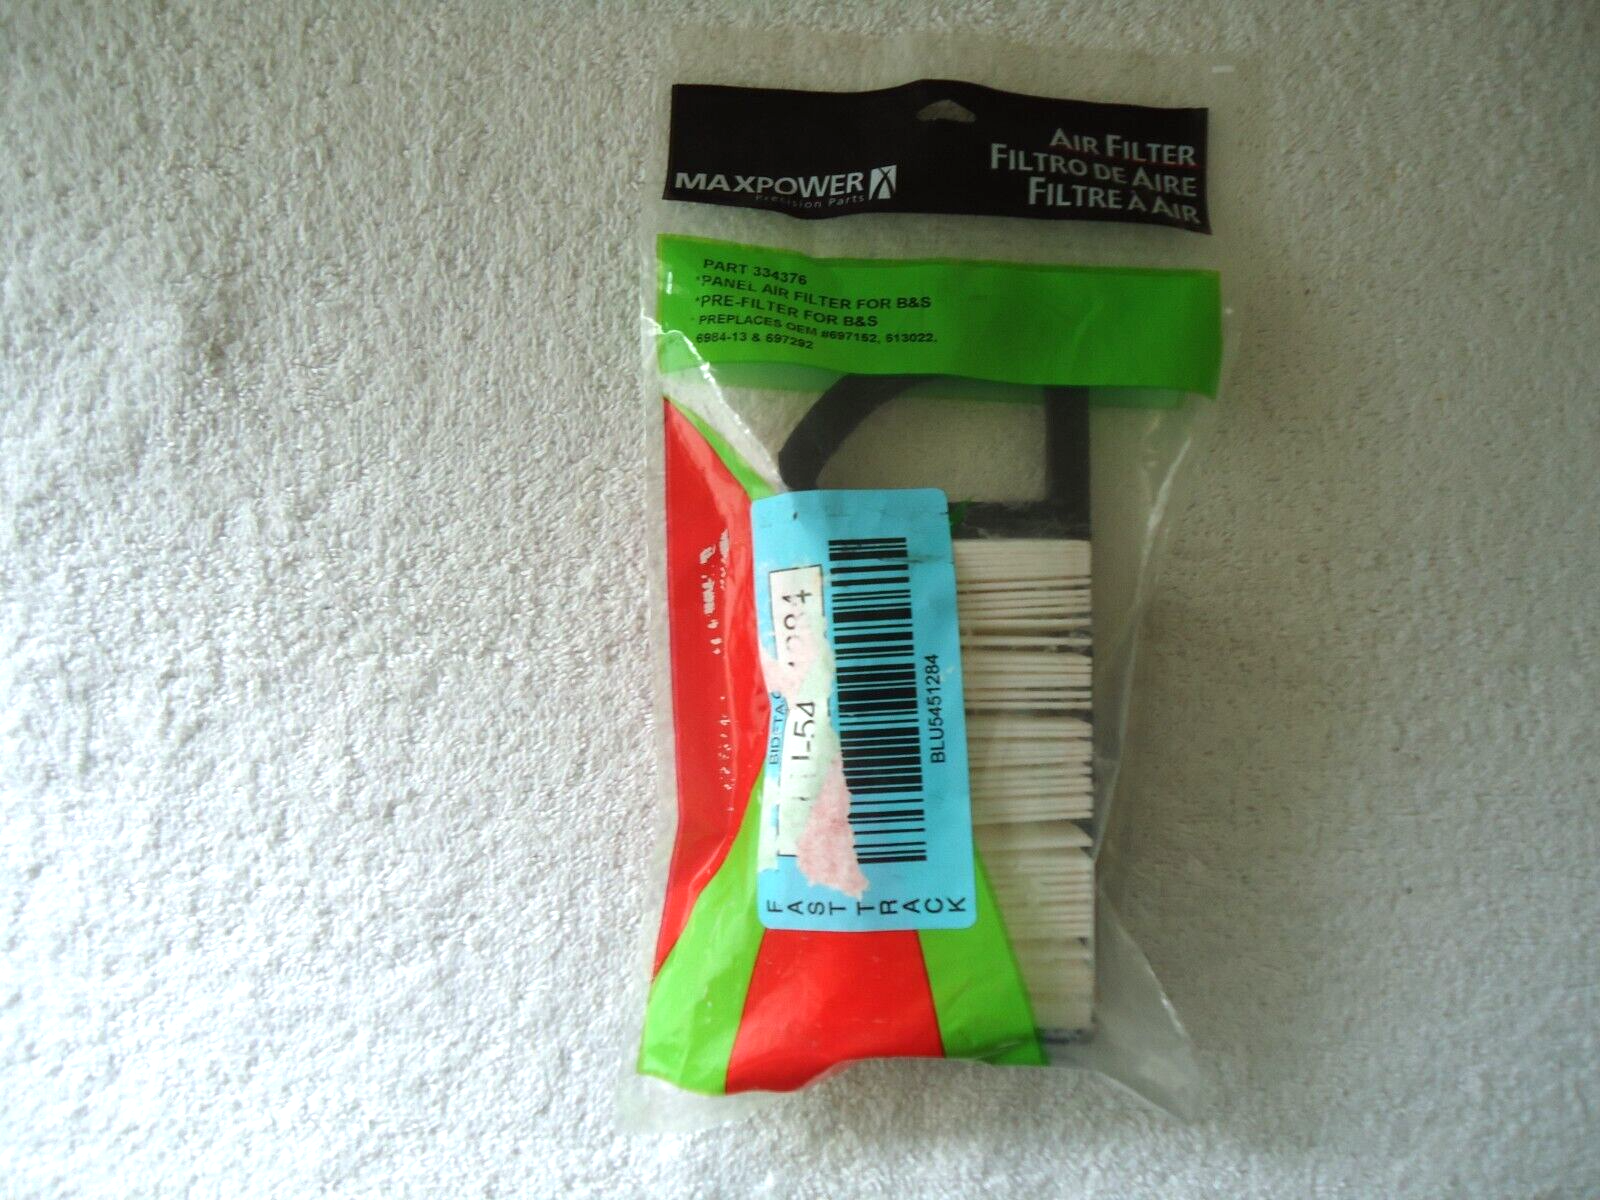 AIR FILTER
FILTRO DE AIRE
FILTRE À AIR
MAXPOWER
Precision Parts
PART 334376
*PANEL AIR FILTER FOR B&S
*PRE-FILTER FOR B&S
· PREPLACES OEM #697152, 613022,
6984-13 & 697292
BLU5451284
FAST TRACK